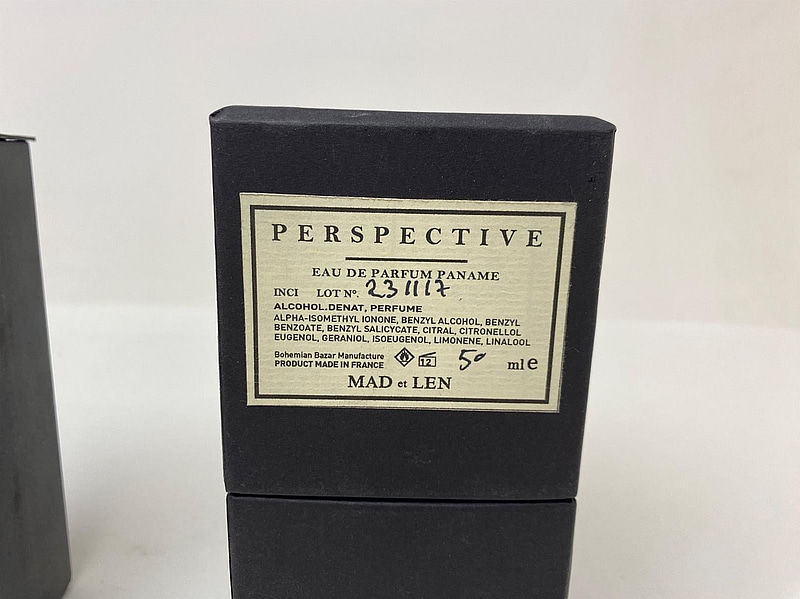 PERSPECTIVE
EAU DE PARFUM PANAME
INCI LOT Nº. 231117
ALCOHOL.DENAT, PERFUME
ALPHA-ISOMETHYL IONONE, BENZYL ALCOHOL, BENZYL
BENZOATE, BENZYL SALICYCATE, CITRAL, CITRONELLOL
EUGENOL, GERANIOL, ISOEUGENOL, LIMONENE, LINALOOL
Bohemian Bazar Manufacture
PRODUCT MADE IN FRANCE
12
50 ml e
MAD et LEN